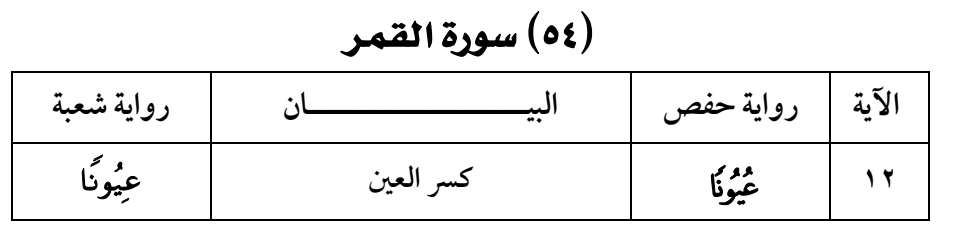 (٥٤) سورة القمر
الآية رواية حفص البيـــــــــــان رواية شعبة
١٢ عُيُونًا كسر العين عِيُونًا